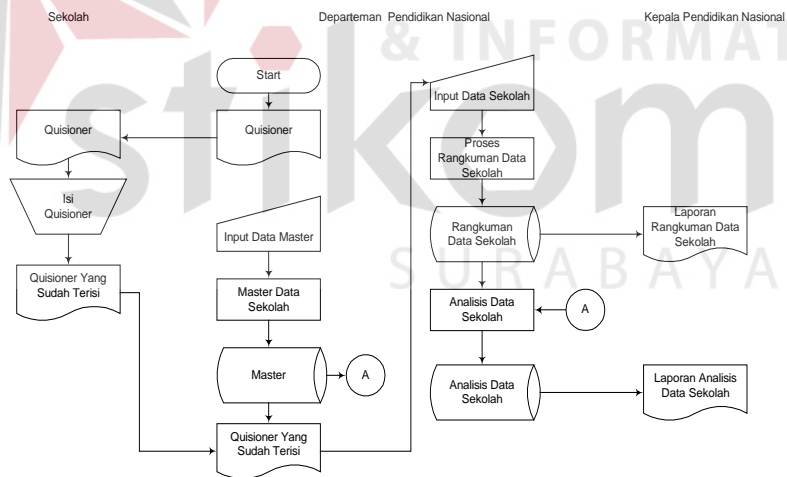 Sekolah
Departeman Pendidikan Nasional
Kepala Pendidikan Nasional
& INFORMAT
stikom
SURABAYA
Start
Quisioner
Quisioner
Isi
Quisioner
Quisioner Yang
Sudah Terisi
Input Data Master
Master Data
Sekolah
Master
A
Quisioner Yang
Sudah Terisi
Input Data Sekolah
Proses
Rangkuman Data
Sekolah
Rangkuman
Data Sekolah
Laporan
Rangkuman Data
Sekolah
Analisis Data
Sekolah
A
Analisis Data
Sekolah
Laporan Analisis
Data Sekolah